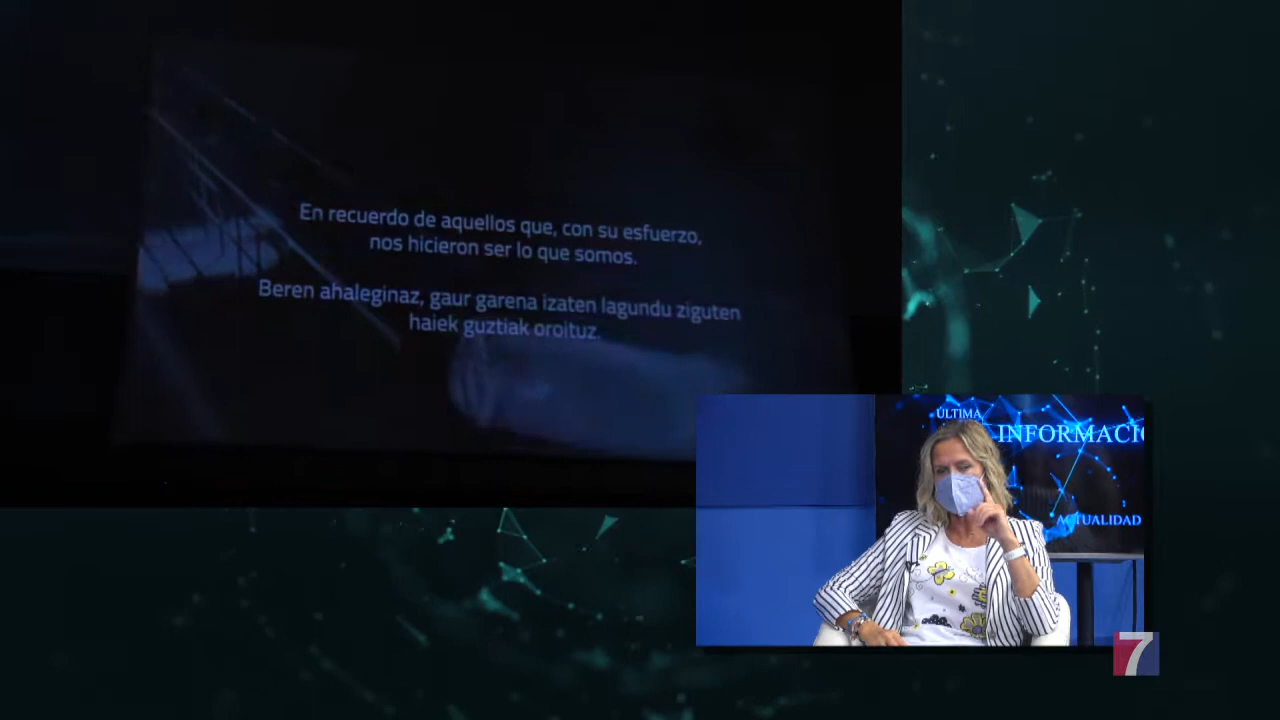 En recuerdo de aquellos que, con su esfuerzo,
nos hicieron ser lo que somos.
Beren ahaleginaz, gaur garena izaten lagundu ziguten
haiek guztiak oroituz.
ÚLTIMA
INFORMACIÓ
ACTUALIDAD
7